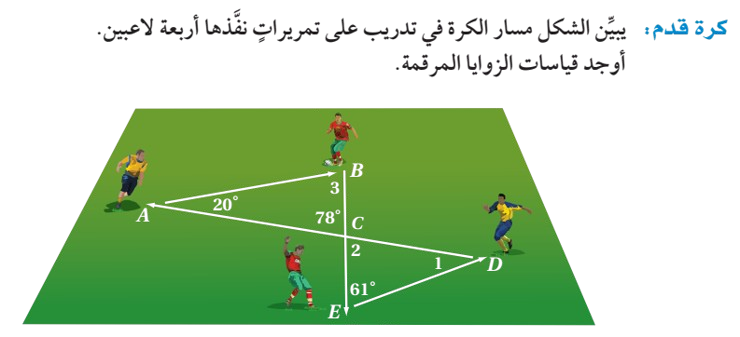 كرة قدم: يبيِّن الشكل مسار الكرة في تدريب على تمريراتٍ نفَّذها أربعة لاعبين.
أوجد قياسات الزوايا المرقمة.
B
3
A
20°
78°
C
2
1
D
61°
E